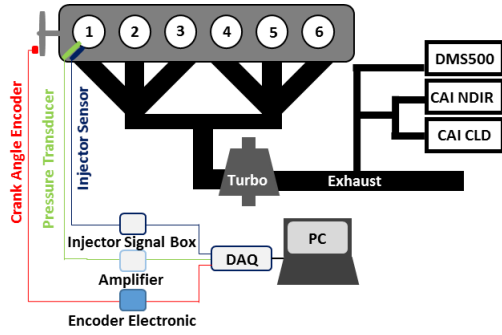 1 2 3 4 5 6
DMS500
CAI NDIR
CAI CLD
Crank Angle Encoder
Pressure Transducer
Injector Sensor
Turbo
Exhaust
Injector Signal Box
DAQ
PC
Amplifier
Encoder Electronic